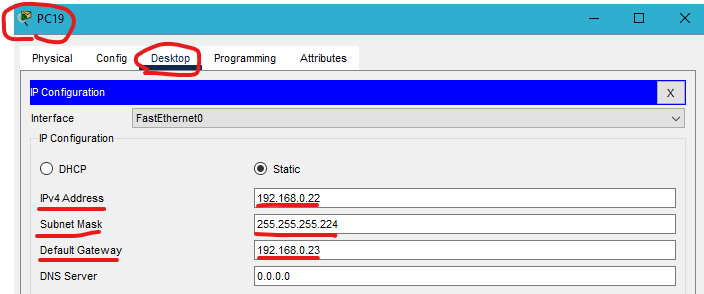 PC19
Physical Config Desktop Programming Attributes
IP Configuration X
Interface FastEthernet0
IP Configuration
DHCP Static
IPv4 Address 192.168.0.22
Subnet Mask 255.255.255.224
Default Gateway 192.168.0.23
DNS Server 0.0.0.0